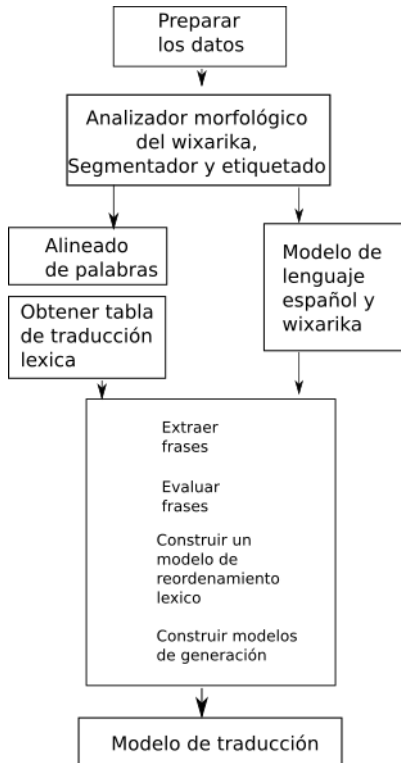 Preparar
los datos
Analizador morfológico
del wixarika,
Segmentador y etiquetado
Alineado
de palabras
Modelo de
lenguaje
español y
wixarika
Obtener tabla
de traducción
lexica
Extraer
frases
Evaluar
frases
Construir un
modelo de
reordenamiento
lexico
Construir modelos
de generación
Modelo de traducción